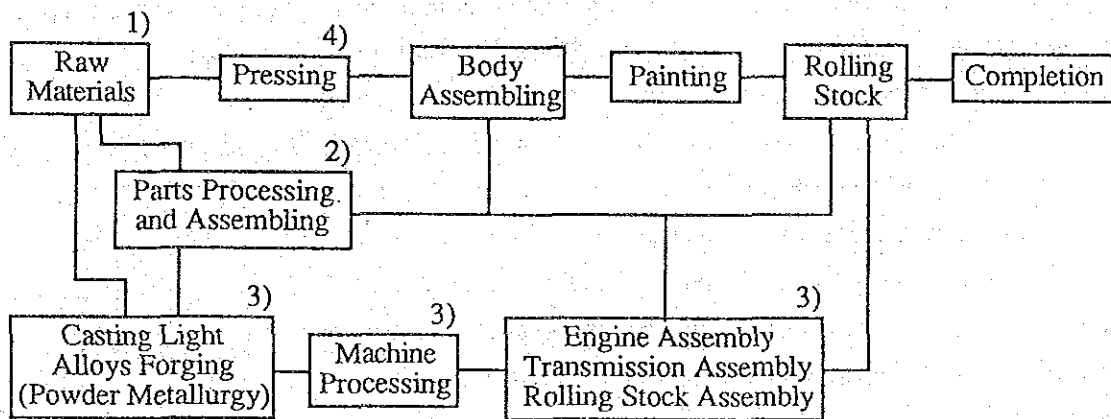 1)
Raw
Materials
4)
Pressing
Body
Assembling
Painting
Rolling
Stock
Completion
2)
Parts Processing
and Assembling
3)
Casting Light
Alloys Forging
(Powder Metallurgy)
3)
Machine
Processing
3)
Engine Assembly
Transmission Assembly
Rolling Stock Assembly